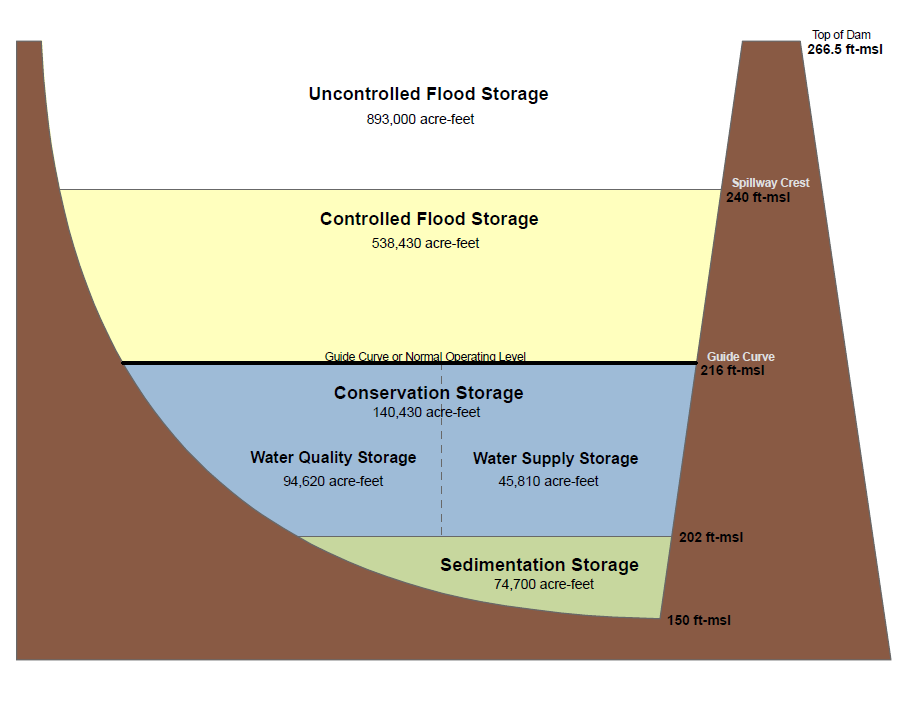 Top of Dam
266.5 ft-msl
Uncontrolled Flood Storage
893,000 acre-feet
Spillway Crest
240 ft-msl
Controlled Flood Storage
538,430 acre-feet
Guide Curve or Normal Operating Level
Guide Curve
216 ft-msl
Conservation Storage
140,430 acre-feet
Water Quality Storage
94,620 acre-feet
Water Supply Storage
45,810 acre-feet
202 ft-msl
Sedimentation Storage
74,700 acre-feet
150 ft-msl